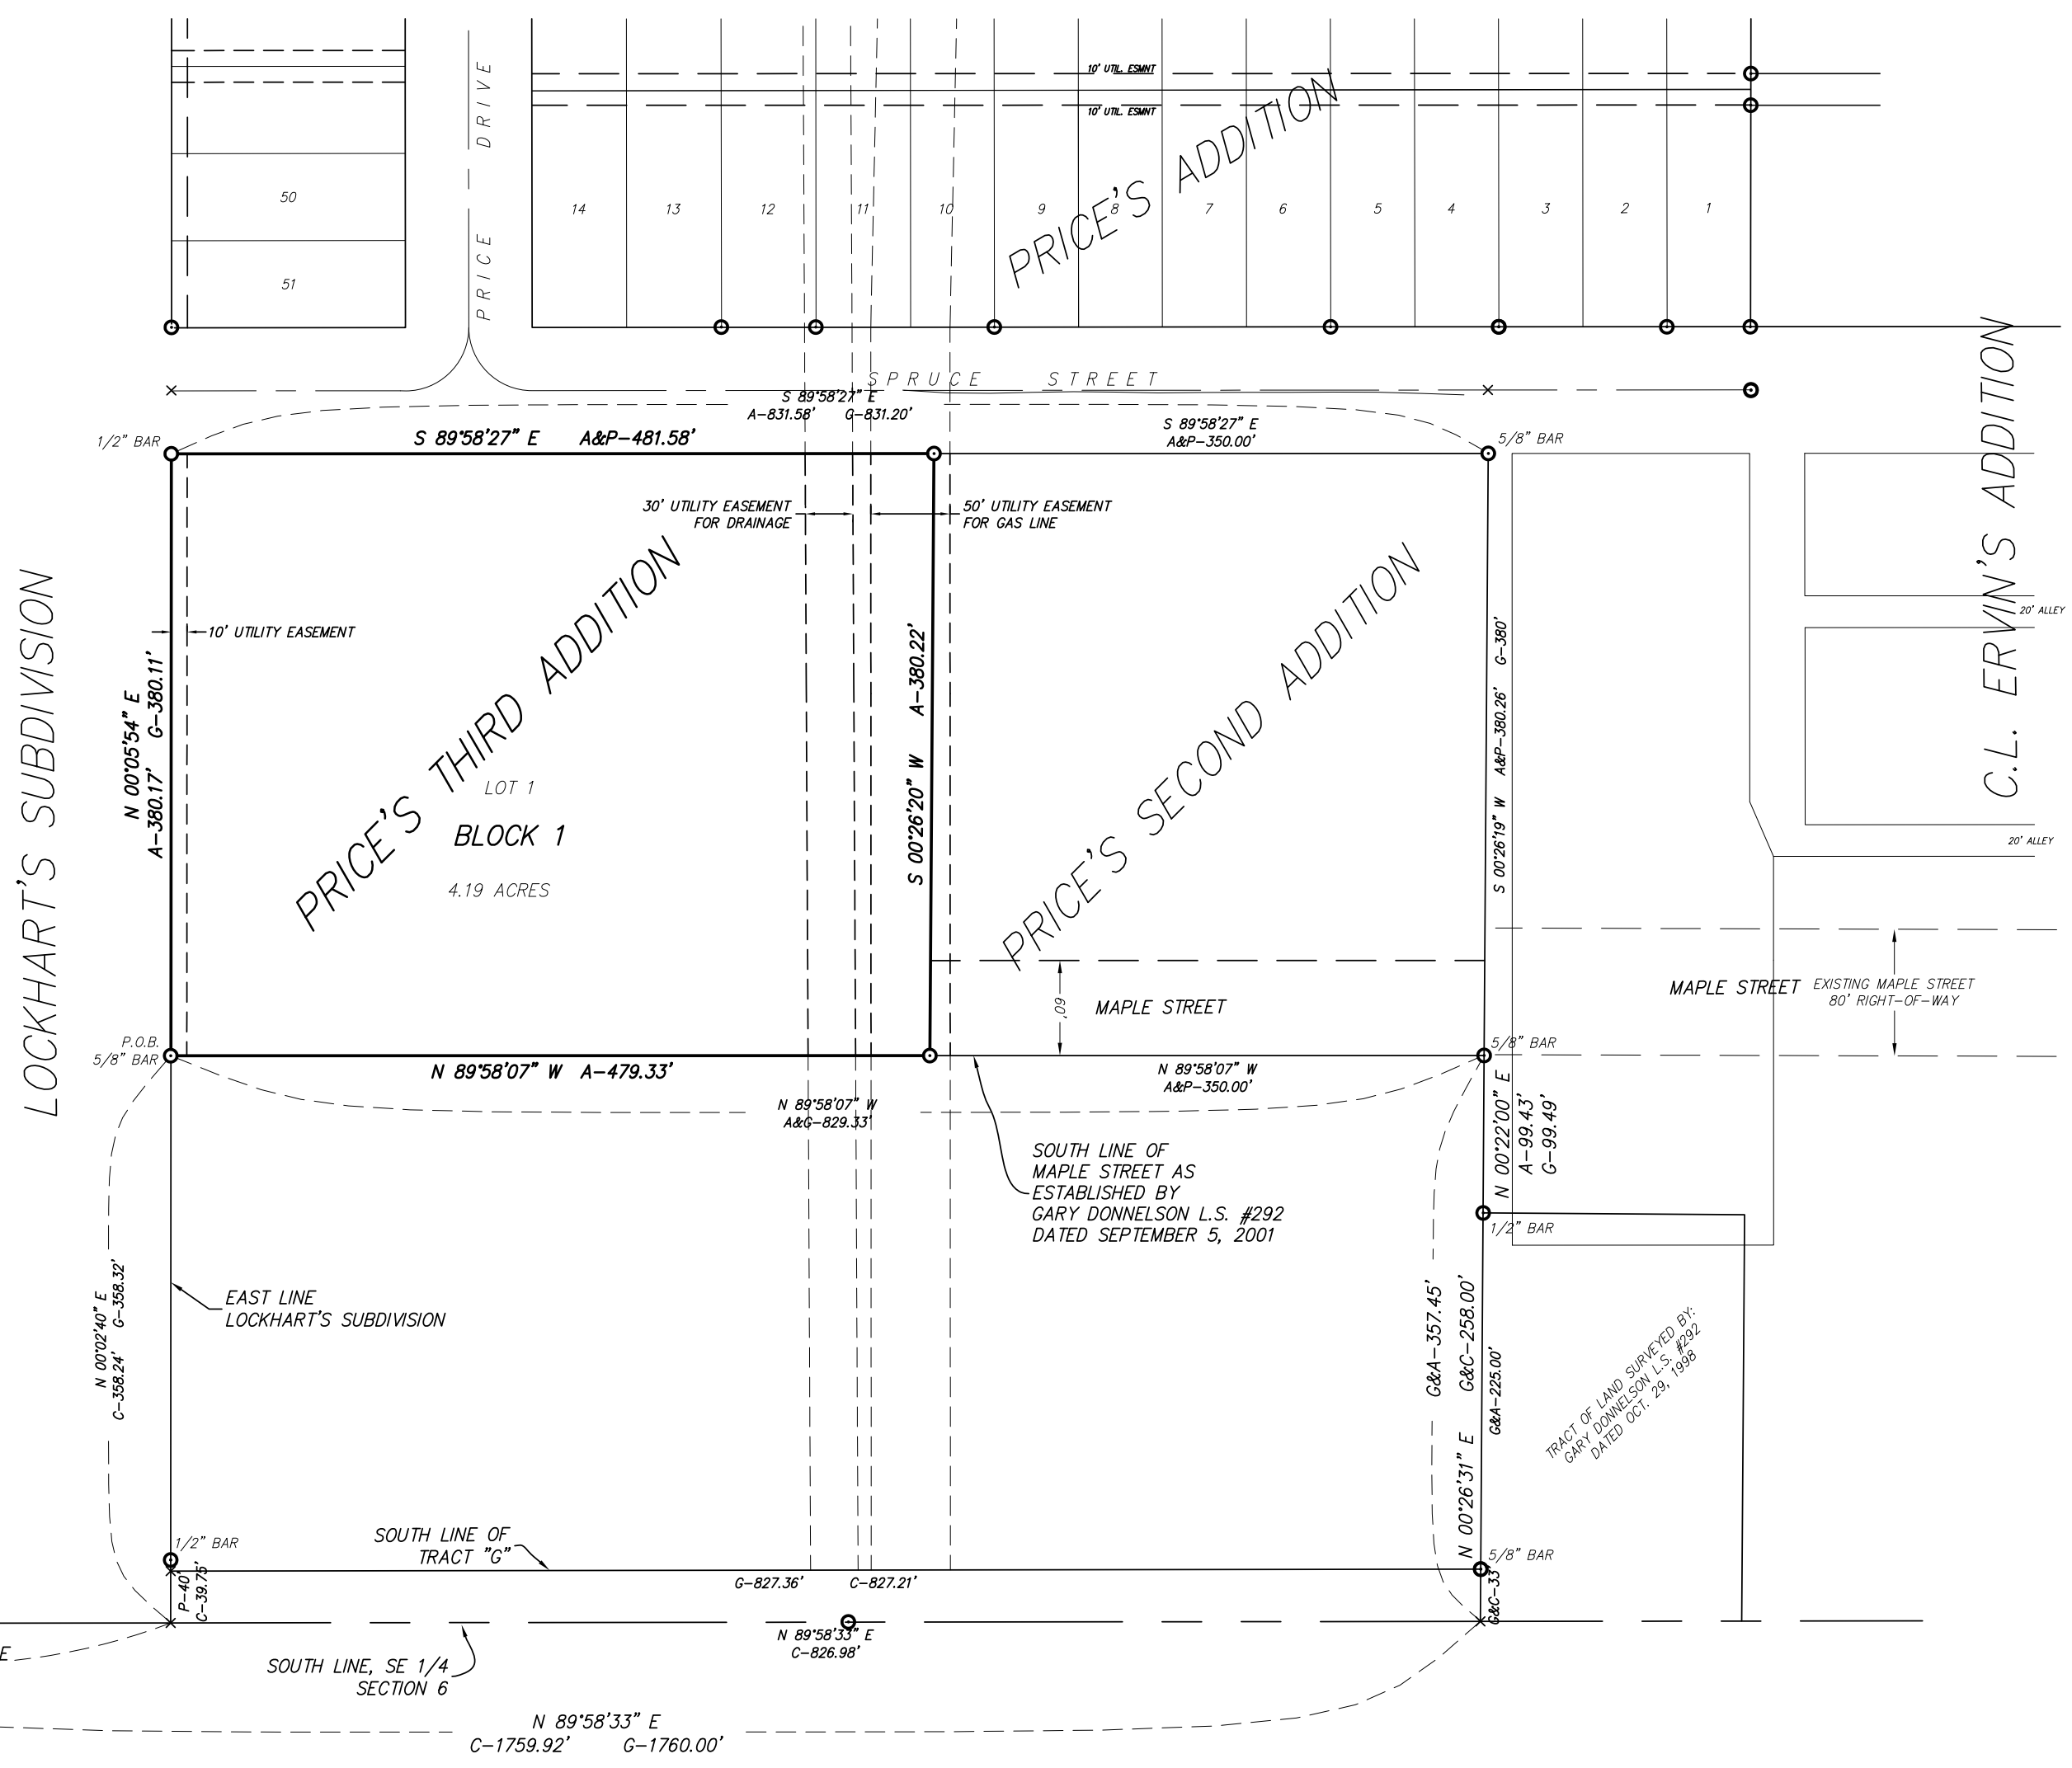 10' UTIL. ESMNT
10' UTIL. ESMNT
PRICE DRIVE
PRICE'S ADDITION
50
51
14
13
12
11
10
9
8
7
6
5
4
3
2
1
SPRUCE STREET
S 89°58'27" E
A-831.58' G-831.20'
1/2" BAR
S 89°58'27" E A&P-481.58'
S 89°58'27" E
A&P-350.00'
5/8" BAR
30' UTILITY EASEMENT
FOR DRAINAGE
50' UTILITY EASEMENT
FOR GAS LINE
10' UTILITY EASEMENT
LOCKHART'S SUBDIVISION
N 00°05'54" E
A-380.17' G-380.11'
PRICE'S THIRD ADDITION
LOT 1
BLOCK 1
4.19 ACRES
S 00°26'20" W A-380.22'
PRICE'S SECOND ADDITION
S 00°26'19" W A&P-380.26' G-380'
C.L. ERVIN'S ADDITION
20' ALLEY
20' ALLEY
60'
MAPLE STREET
MAPLE STREET
EXISTING MAPLE STREET
80' RIGHT-OF-WAY
P.O.B.
5/8" BAR
N 89°58'07" W A-479.33'
N 89°58'07" W
A&P-350.00'
5/8" BAR
N 89°58'07" W
A&G-829.33'
N 00°22'00" E
A-99.43'
G-99.49'
SOUTH LINE OF
MAPLE STREET AS
ESTABLISHED BY
GARY DONNELSON L.S. #292
DATED SEPTEMBER 5, 2001
1/2" BAR
EAST LINE
LOCKHART'S SUBDIVISION
N 00°02'40" E
C-358.24' G-358.32'
G&A-357.45'
N 00°26'31" E G&C-258.00'
G&A-225.00'
TRACT OF LAND SURVEYED BY:
GARY DONNELSON L.S. #292
DATED OCT. 29, 1998
1/2" BAR
SOUTH LINE OF
TRACT "G"
5/8" BAR
P-40'
C-39.75'
G-827.36' C-827.21'
G&C-33'
N 89°58'33" E
C-826.98'
E
SOUTH LINE, SE 1/4
SECTION 6
N 89°58'33" E
C-1759.92' G-1760.00'